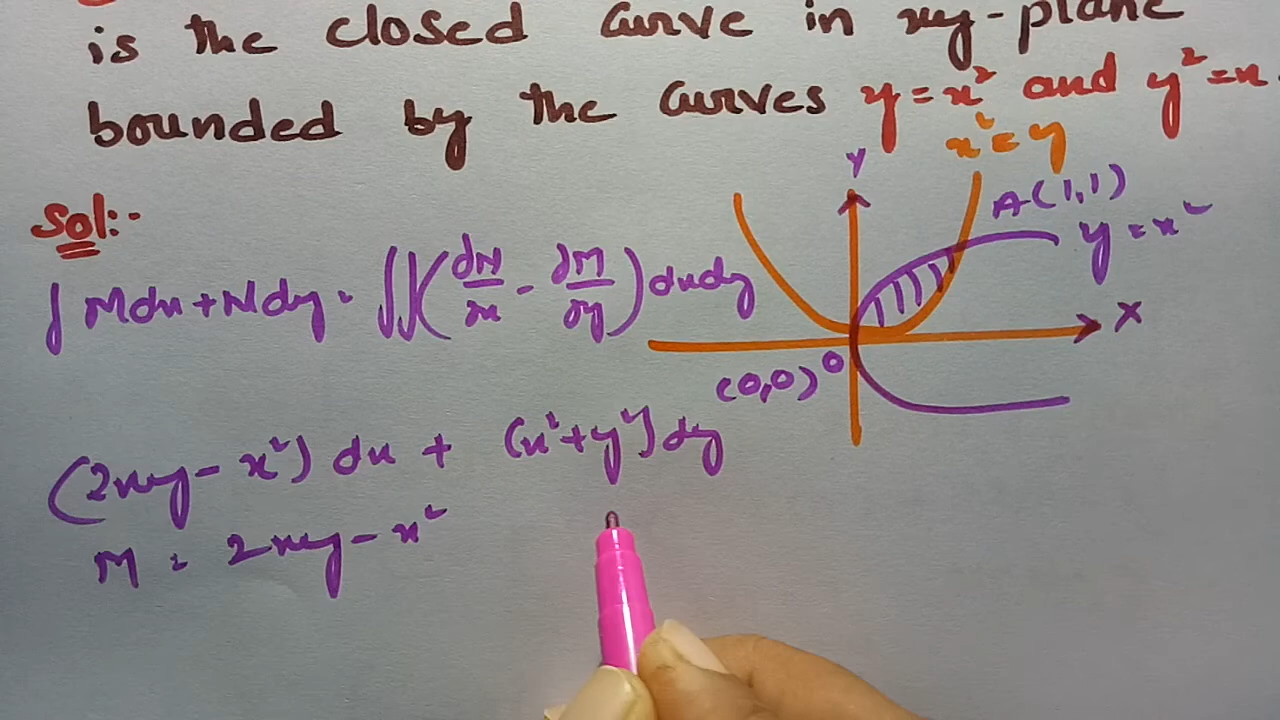 is the closed curve in xy-plane
bounded by the curves y = x² and y² = x.
x² = y
Y
A(1,1)
y = x²
Sol:-
∫ Mdx + Ndy = ∬(∂N/∂x - ∂M/∂y) dxdy
X
(0,0) O
(2xy - x²) dx + (x² + y²) dy
M = 2xy - x²